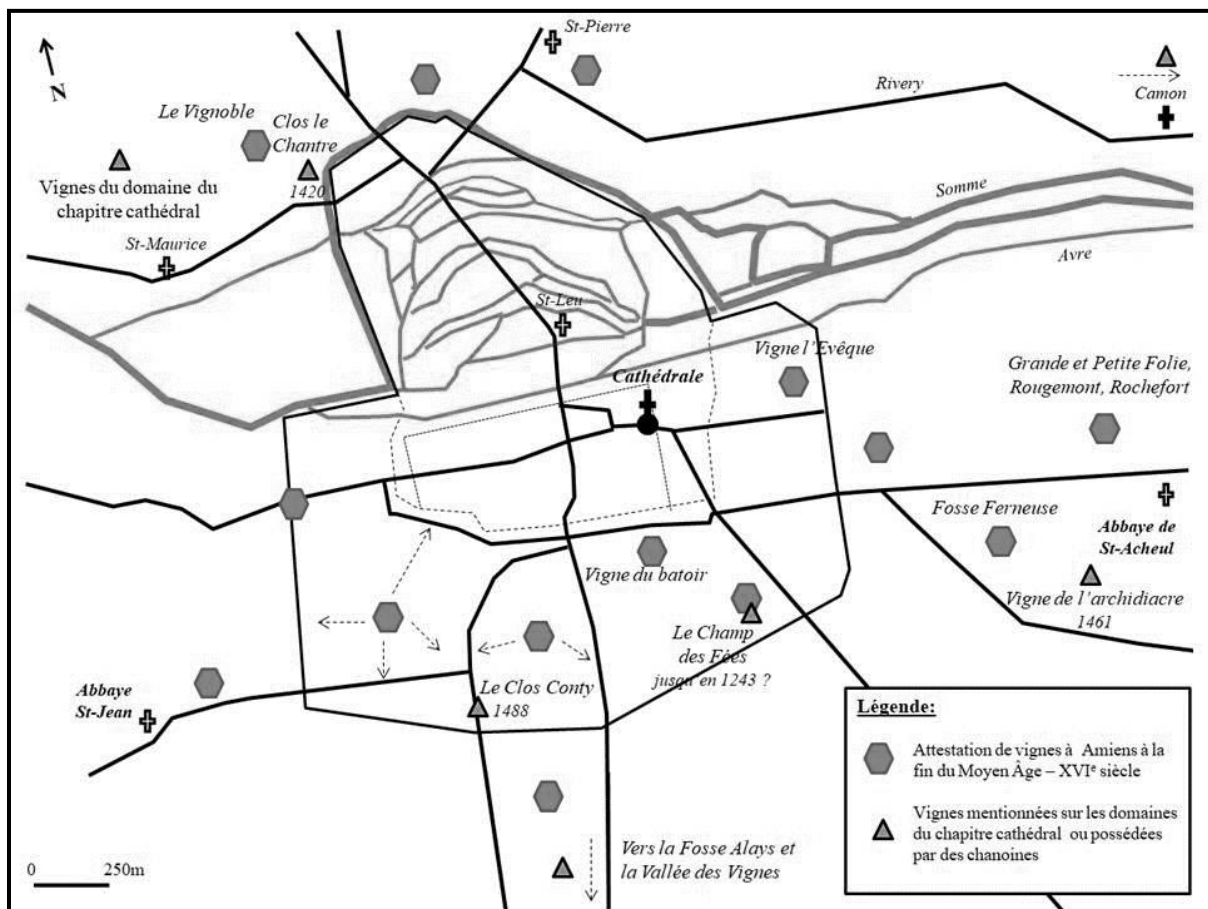 St-Pierre
N
Rivery
Camon
Le Vignoble
Clos le
Chantre
1420
Vignes du domaine du
chapitre cathédral
St-Maurice
Somme
Avre
St-Leu
Vigne l'Evêque
Cathédrale
Grande et Petite Folie,
Rougemont, Rochefort
Fosse Ferneuse
Abbaye de
St-Acheul
Vigne du batoir
Vigne de l'archidiacre
1461
Le Champ
des Fées
jusqu'en 1243 ?
Abbaye
St-Jean
Le Clos Conty
1488
Légende:
Attestation de vignes à Amiens à la
fin du Moyen Âge – XVIe siècle
Vignes mentionnées sur les domaines
du chapitre cathédral ou possédées
par des chanoines
Vers la Fosse Alays et
la Vallée des Vignes
0 250m